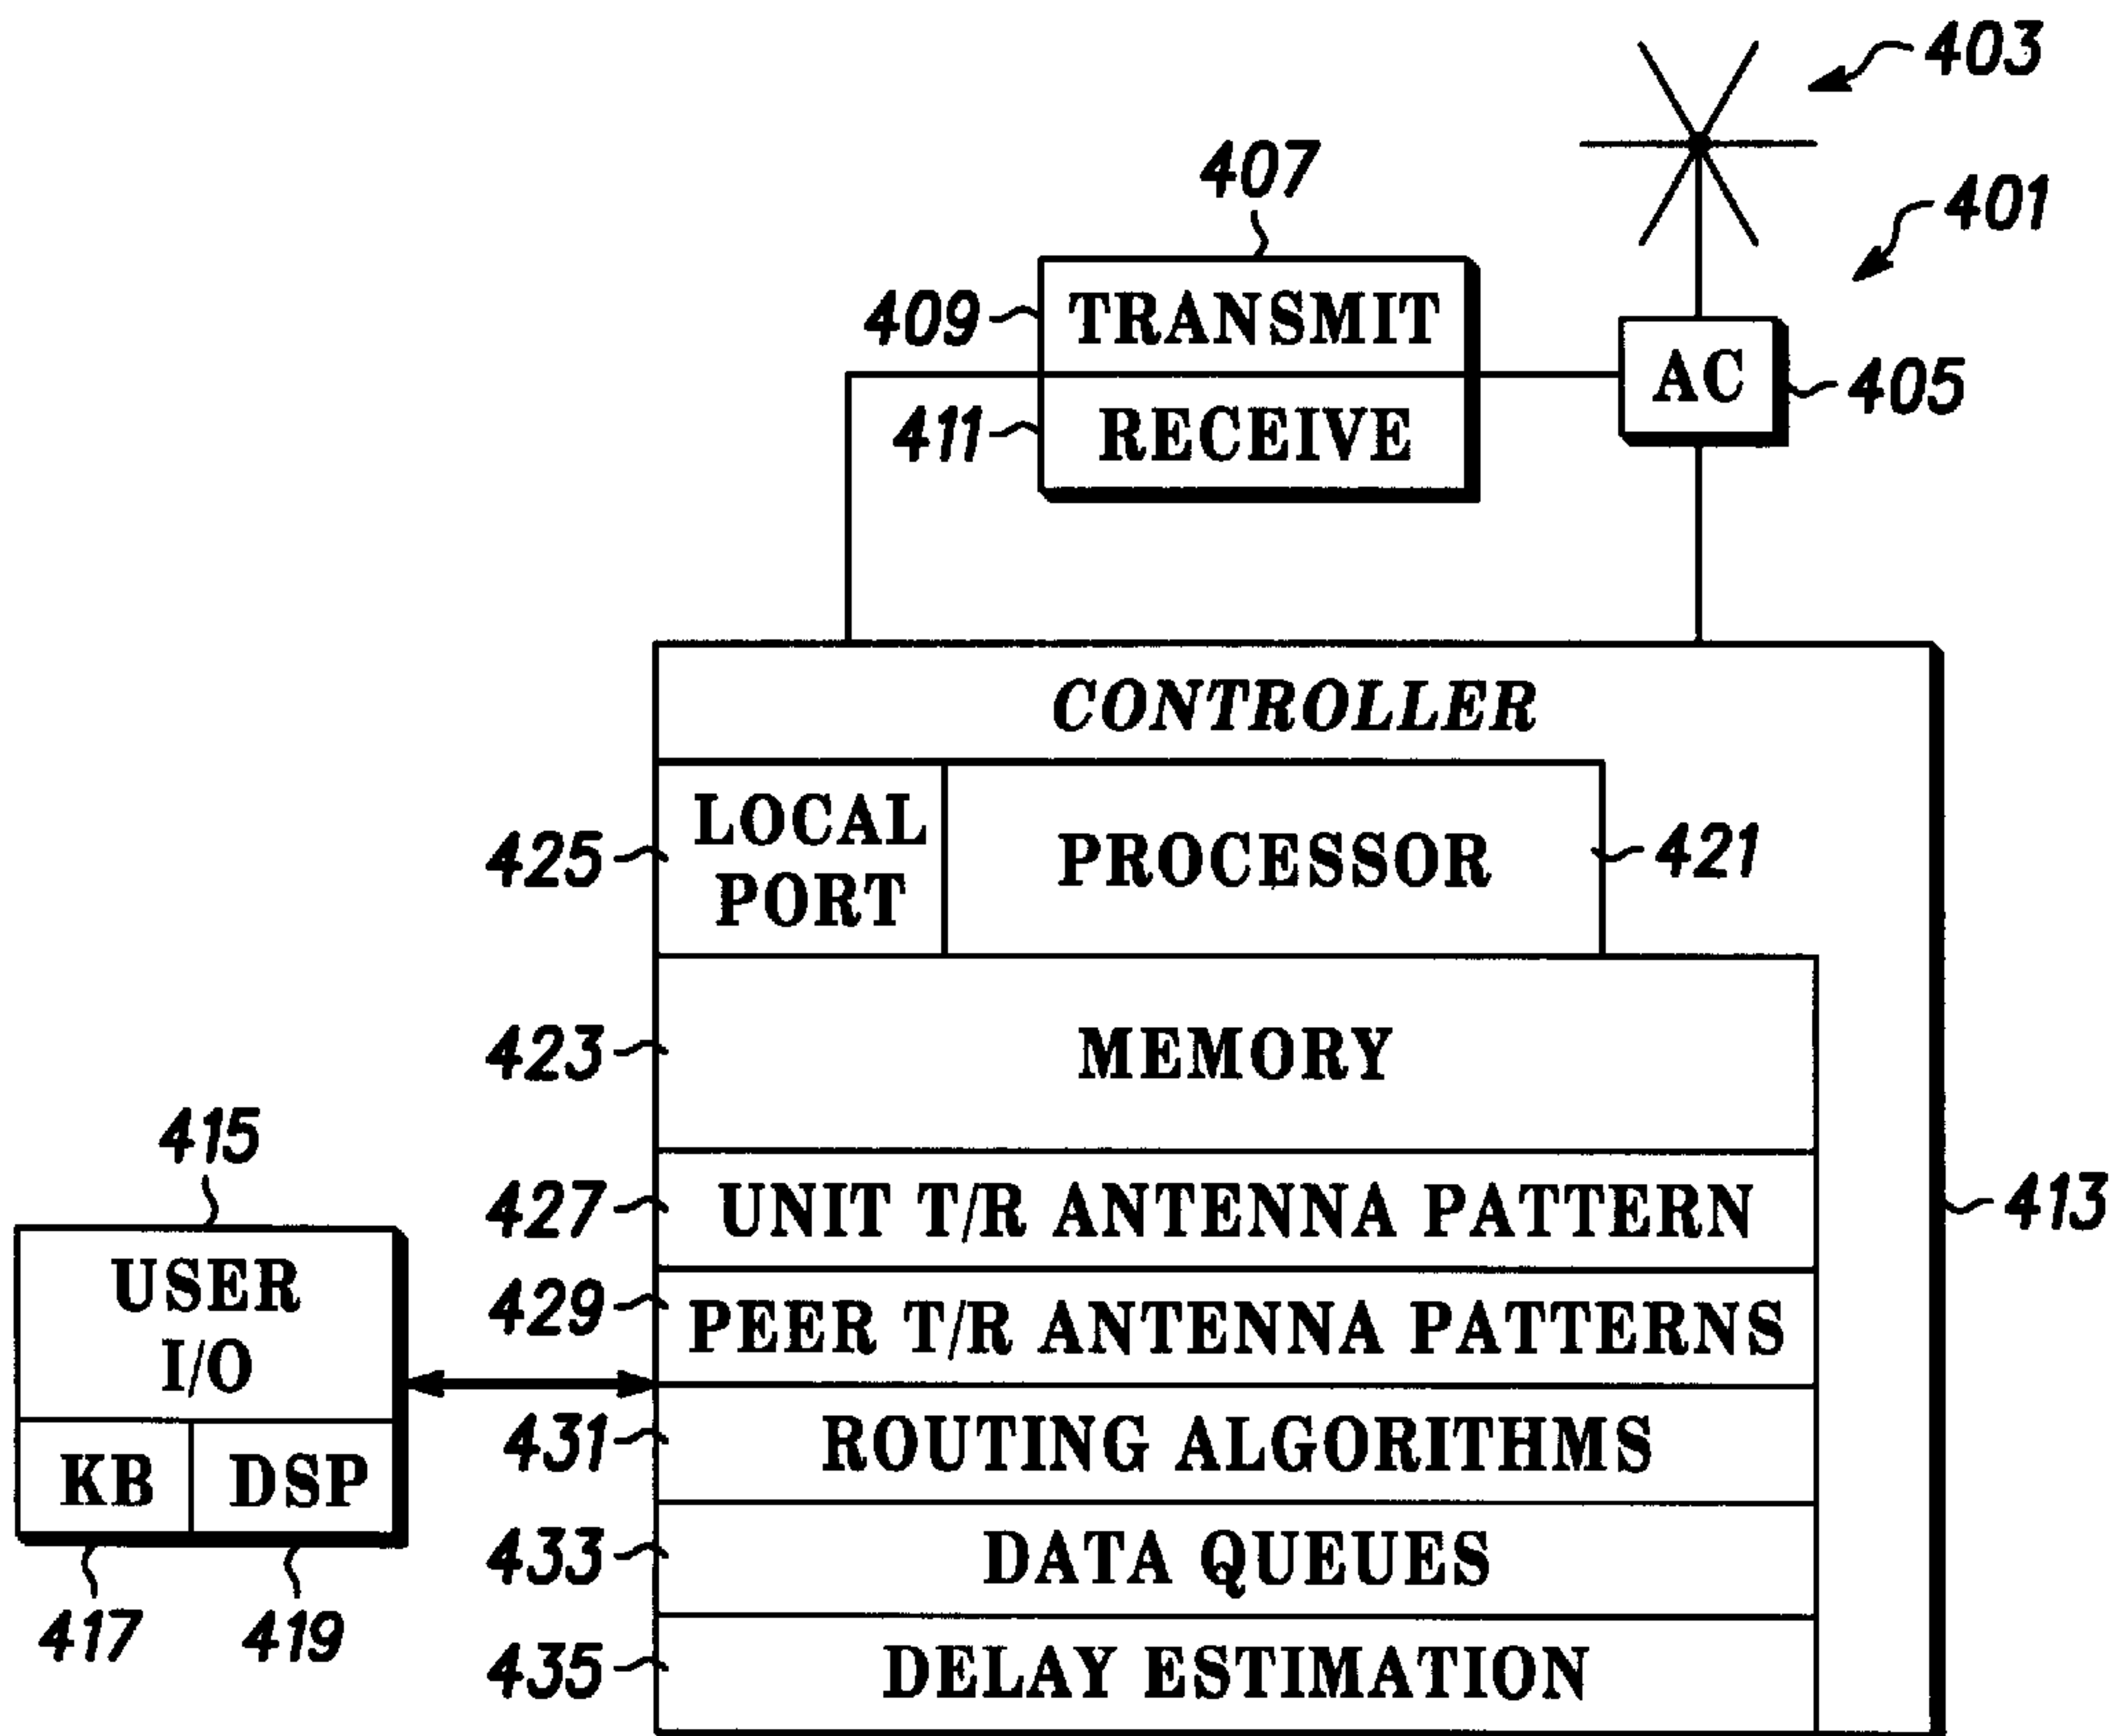 403
407
401
409
TRANSMIT
AC
405
411
RECEIVE
CONTROLLER
425
LOCAL
PORT
PROCESSOR
421
423
MEMORY
415
427
UNIT T/R ANTENNA PATTERN
413
USER
I/O
429
PEER T/R ANTENNA PATTERNS
431
ROUTING ALGORITHMS
KB
DSP
433
DATA QUEUES
417
419
435
DELAY ESTIMATION